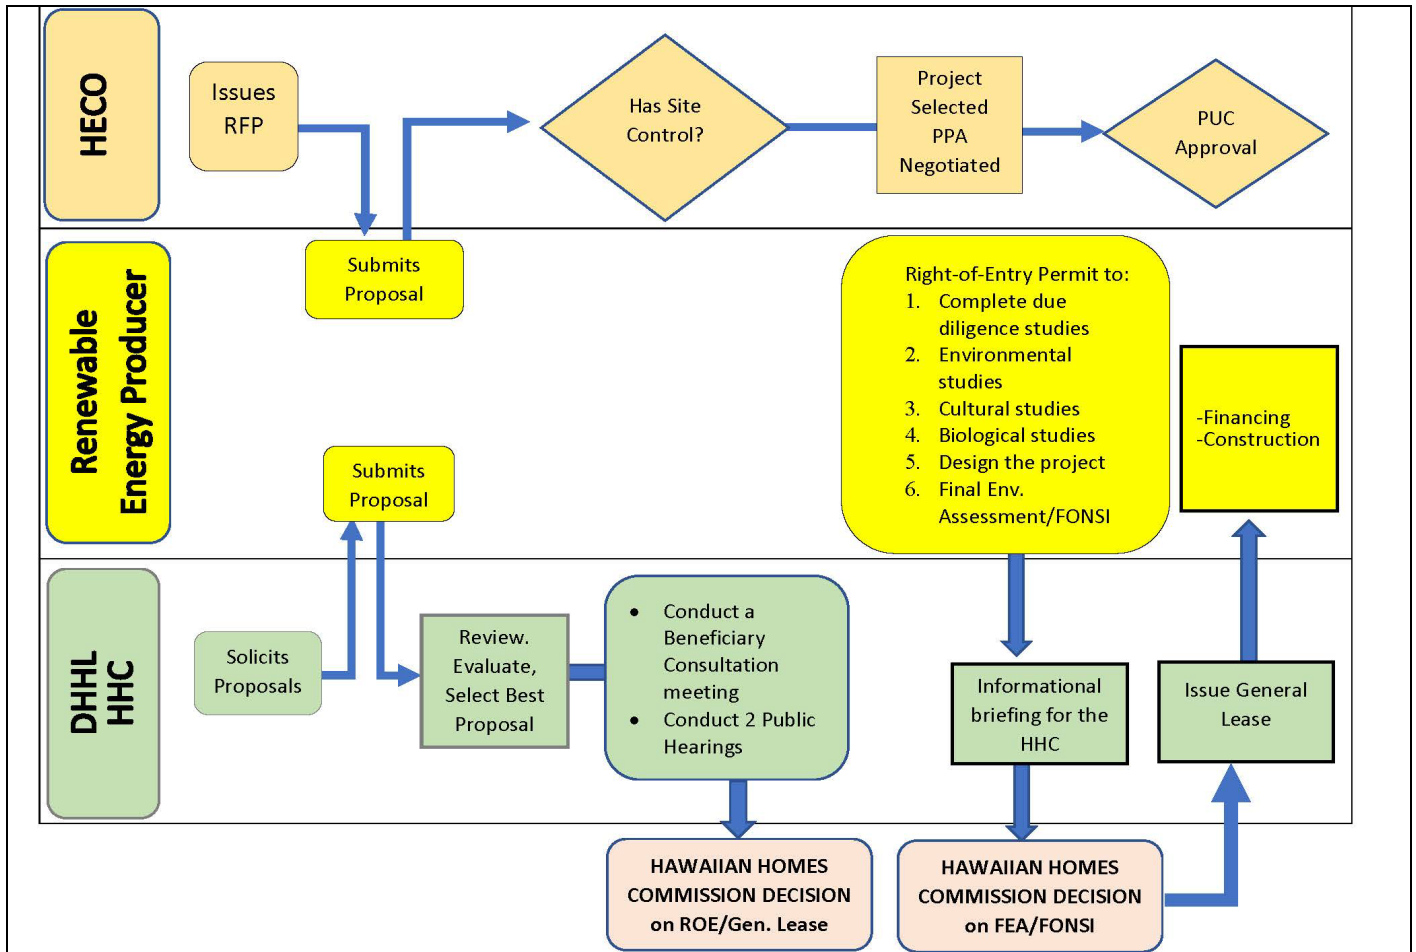 HECO
Issues
RFP
Has Site
Control?
Project
Selected
PPA
Negotiated
PUC
Approval
Renewable
Energy Producer
Submits
Proposal
Submits
Proposal
Right-of-Entry Permit to:
1. Complete due
diligence studies
2. Environmental
studies
3. Cultural studies
4. Biological studies
5. Design the project
6. Final Env.
Assessment/FONSI
-Financing
-Construction
DHHL
HHC
Solicits
Proposals
Review.
Evaluate,
Select Best
Proposal
• Conduct a
Beneficiary
Consultation
meeting
• Conduct 2 Public
Hearings
Informational
briefing for the
HHC
Issue General
Lease
HAWAIIAN HOMES
COMMISSION DECISION
on ROE/Gen. Lease
HAWAIIAN HOMES
COMMISSION DECISION
on FEA/FONSI